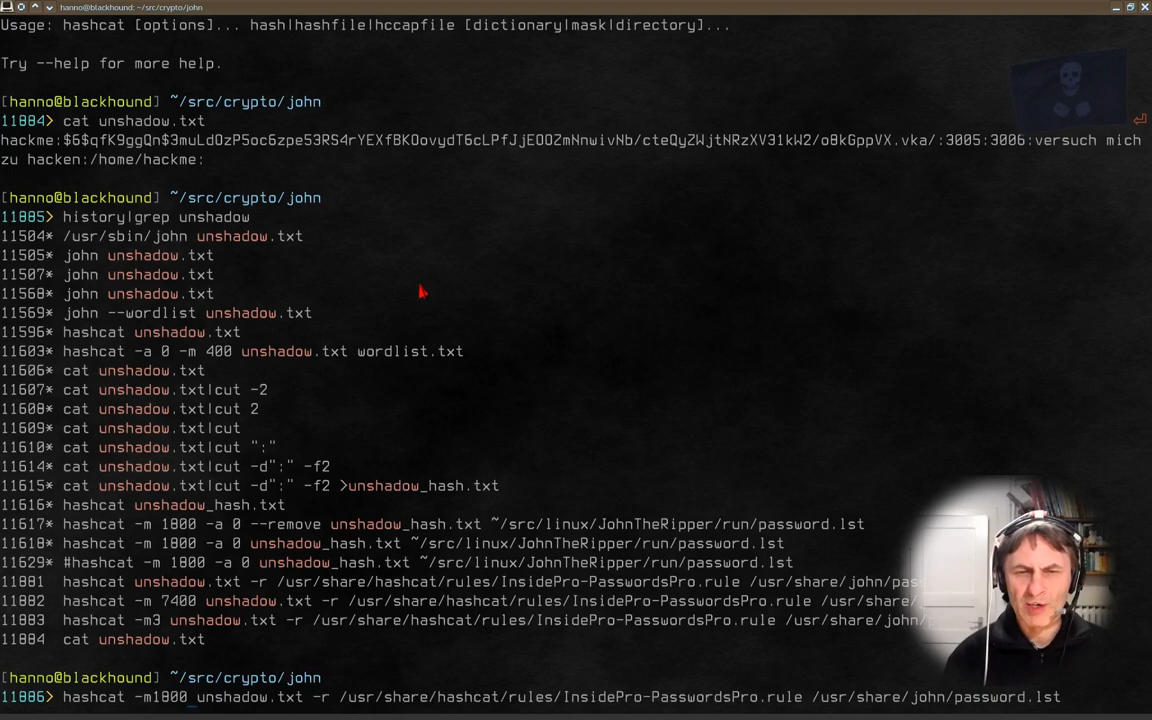 hanno@blackhound: ~/src/crypto/john
Usage: hashcat [options]... hash|hashfile|hccapfile [dictionary|mask|directory]...
Try --help for more help.
[hanno@blackhound] ~/src/crypto/john
11884> cat unshadow.txt
hackme:$6$qfK9ggQn$3muLdOzP5oc6zpe53RS4rYEXfBKOovydT6cLPfJjEOOZmNnwivNb/cteQyZWjtNRzXV31kW2/o8kGppVX.vka/:3005:3006:versuch mich
zu hacken:/home/hackme:
[hanno@blackhound] ~/src/crypto/john
11885> history|grep unshadow
11504* /usr/sbin/john unshadow.txt
11505* john unshadow.txt
11507* john unshadow.txt
11568* john unshadow.txt
11569* john --wordlist unshadow.txt
11596* hashcat unshadow.txt
11603* hashcat -a 0 -m 400 unshadow.txt wordlist.txt
11606* cat unshadow.txt
11607* cat unshadow.txt|cut -2
11608* cat unshadow.txt|cut 2
11609* cat unshadow.txt|cut
11610* cat unshadow.txt|cut ":"
11614* cat unshadow.txt|cut -d":" -f2
11615* cat unshadow.txt|cut -d":" -f2 >unshadow_hash.txt
11616* hashcat unshadow_hash.txt
11617* hashcat -m 1800 -a 0 --remove unshadow_hash.txt ~/src/linux/JohnTheRipper/run/password.lst
11618* hashcat -m 1800 -a 0 unshadow_hash.txt ~/src/linux/JohnTheRipper/run/password.lst
11629* #hashcat -m 1800 -a 0 unshadow_hash.txt ~/src/linux/JohnTheRipper/run/password.lst
11881 hashcat unshadow.txt -r /usr/share/hashcat/rules/InsidePro-PasswordsPro.rule /usr/share/john/pas
11882 hashcat -m 7400 unshadow.txt -r /usr/share/hashcat/rules/InsidePro-PasswordsPro.rule /usr/share/
11883 hashcat -m3 unshadow.txt -r /usr/share/hashcat/rules/InsidePro-PasswordsPro.rule /usr/share/john/p
11884 cat unshadow.txt
[hanno@blackhound] ~/src/crypto/john
11886> hashcat -m1800 unshadow.txt -r /usr/share/hashcat/rules/InsidePro-PasswordsPro.rule /usr/share/john/password.lst